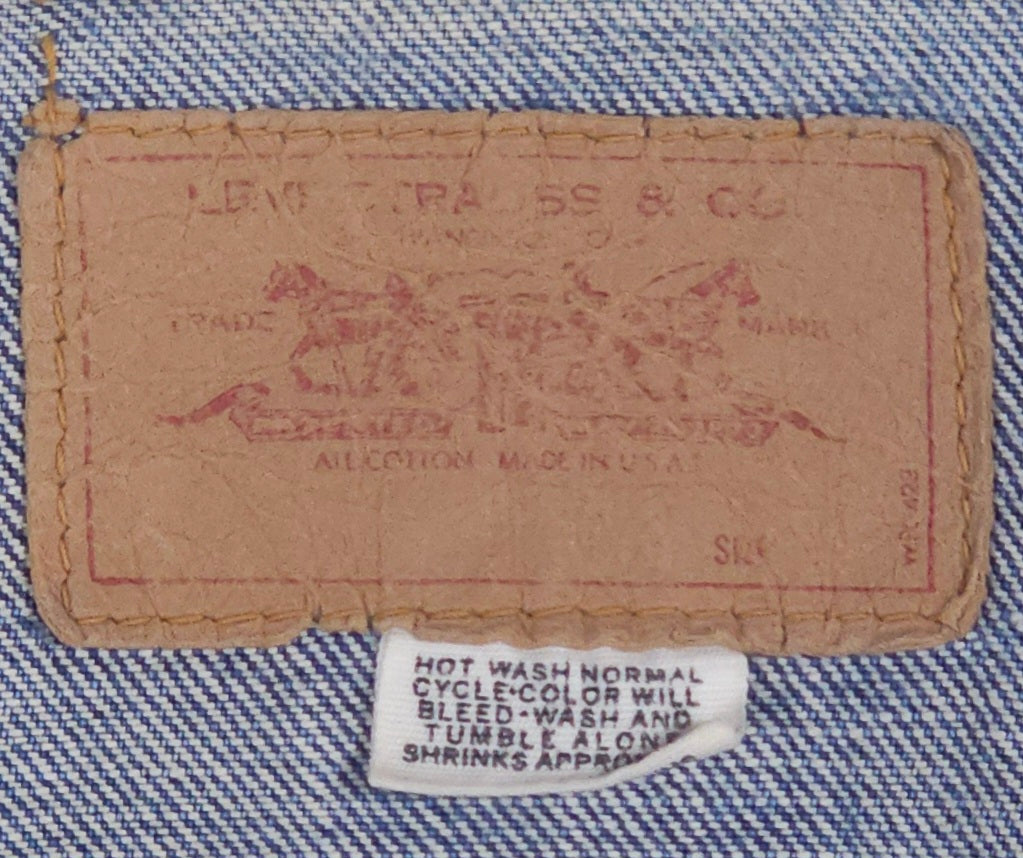 LEVI STRAUSS & CO.
TRADE MARK
ALL COTTON MADE IN U.S.A.
SIZE
HOT WASH NORMAL
CYCLE•COLOR WILL
BLEED•WASH AND
TUMBLE ALONE
SHRINKS